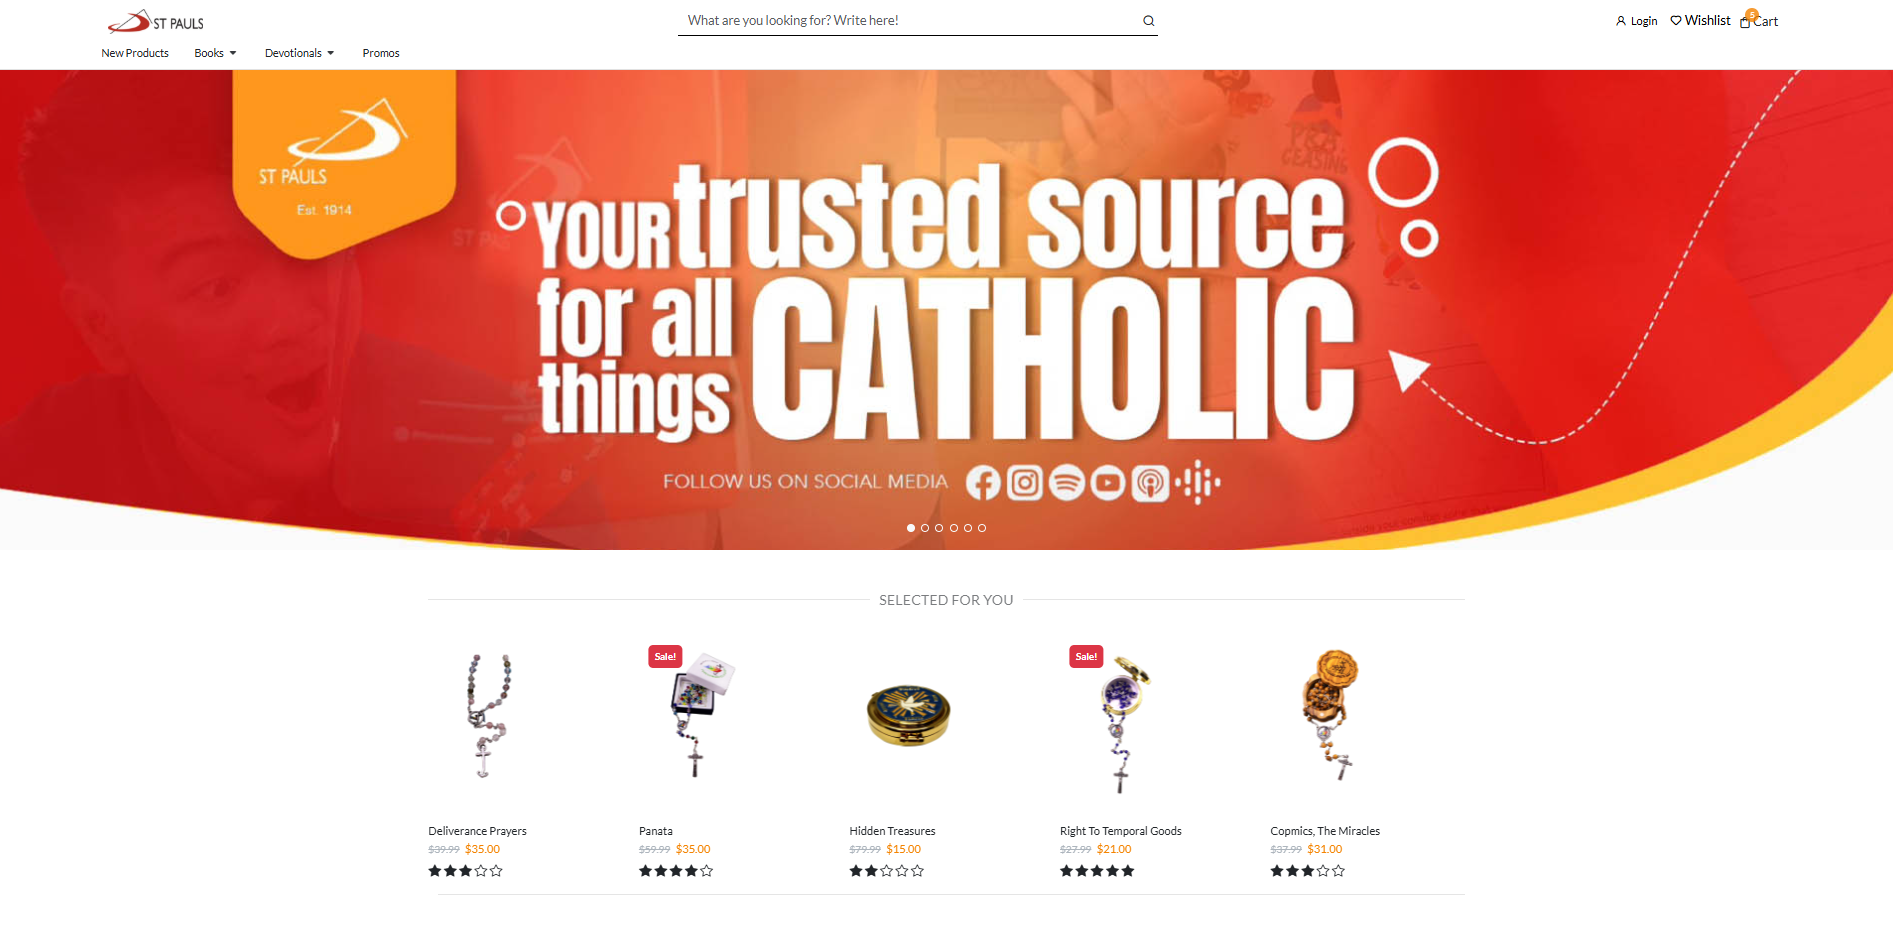 ST PAULS
What are you looking for? Write here!
Login
Wishlist
5
Cart
New Products
Books
Devotionals
Promos
ST PAULS
Est. 1914
YOUR trusted source
for all
things
CATHOLIC
FOLLOW US ON SOCIAL MEDIA
SELECTED FOR YOU
Sale!
Sale!
Deliverance Prayers
$39.99 $35.00
Panata
$59.99 $35.00
Hidden Treasures
$79.99 $15.00
Right To Temporal Goods
$27.99 $21.00
Copmics, The Miracles
$37.99 $31.00